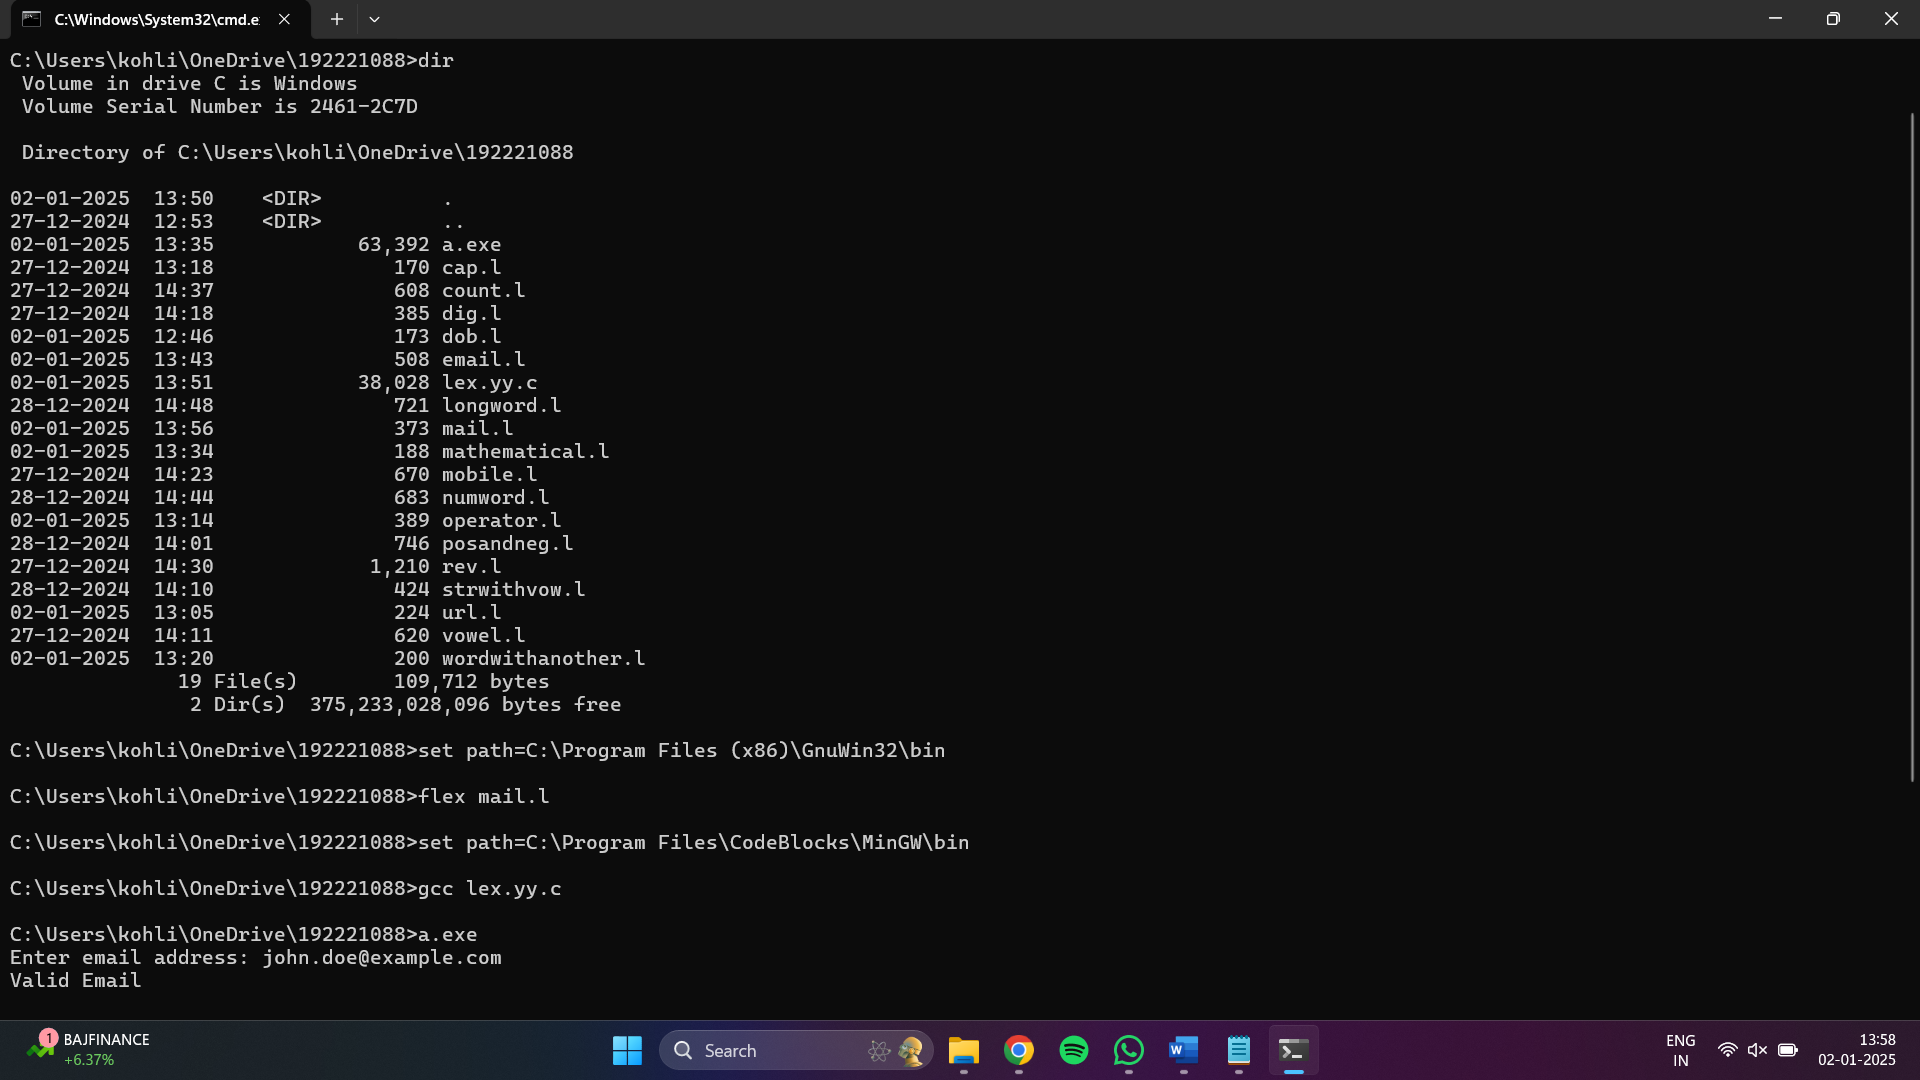 C:\Windows\System32\cmd.e
C:\Users\kohli\OneDrive\192221088>dir
Volume in drive C is Windows
Volume Serial Number is 2461-2C7D
Directory of C:\Users\kohli\OneDrive\192221088
02-01-2025  13:50    <DIR>          .
27-12-2024  12:53    <DIR>          ..
02-01-2025  13:35            63,392 a.exe
27-12-2024  13:18               170 cap.l
27-12-2024  14:37               608 count.l
27-12-2024  14:18               385 dig.l
02-01-2025  12:46               173 dob.l
02-01-2025  13:43               508 email.l
02-01-2025  13:51            38,028 lex.yy.c
28-12-2024  14:48               721 longword.l
02-01-2025  13:56               373 mail.l
02-01-2025  13:34               188 mathematical.l
27-12-2024  14:23               670 mobile.l
28-12-2024  14:44               683 numword.l
02-01-2025  13:14               389 operator.l
28-12-2024  14:01               746 posandneg.l
27-12-2024  14:30             1,210 rev.l
28-12-2024  14:10               424 strwithvow.l
02-01-2025  13:05               224 url.l
27-12-2024  14:11               620 vowel.l
02-01-2025  13:20               200 wordwithanother.l
19 File(s)        109,712 bytes
2 Dir(s)  375,233,028,096 bytes free
C:\Users\kohli\OneDrive\192221088>set path=C:\Program Files (x86)\GnuWin32\bin
C:\Users\kohli\OneDrive\192221088>flex mail.l
C:\Users\kohli\OneDrive\192221088>set path=C:\Program Files\CodeBlocks\MinGW\bin
C:\Users\kohli\OneDrive\192221088>gcc lex.yy.c
C:\Users\kohli\OneDrive\192221088>a.exe
Enter email address: john.doe@example.com
Valid Email
1
BAJFINANCE
+6.37%
Search
W
ENG
IN
13:58
02-01-2025